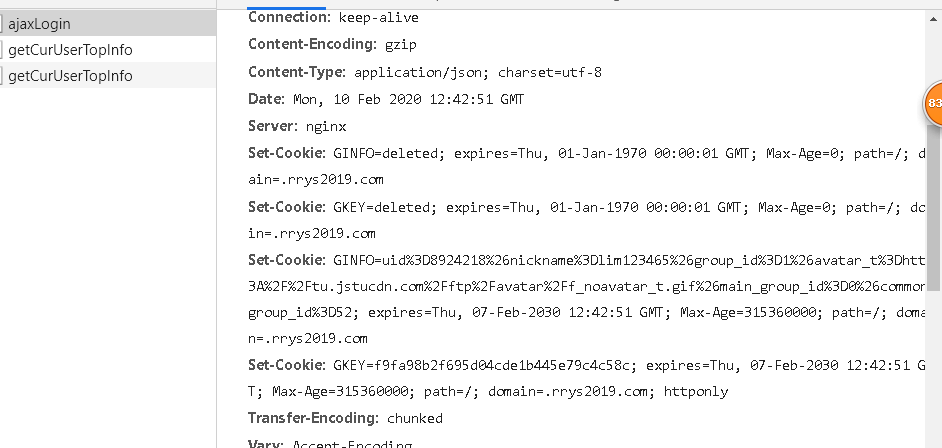 ajaxLogin
getCurUserTopInfo
getCurUserTopInfo
Connection: keep-alive
Content-Encoding: gzip
Content-Type: application/json; charset=utf-8
Date: Mon, 10 Feb 2020 12:42:51 GMT
Server: nginx
Set-Cookie: GINFO=deleted; expires=Thu, 01-Jan-1970 00:00:01 GMT; Max-Age=0; path=/; d
ain=.rrys2019.com
Set-Cookie: GKEY=deleted; expires=Thu, 01-Jan-1970 00:00:01 GMT; Max-Age=0; path=/; do
in=.rrys2019.com
Set-Cookie: GINFO=uid%3D8924218%26nickname%3Dlim123465%26group_id%3D1%26avatar_t%3Dhtt
3A%2F%2Ftu.jstucdn.com%2Fftp%2Favatar%2Ff_noavatar_t.gif%26main_group_id%3D0%26common
group_id%3D52; expires=Thu, 07-Feb-2030 12:42:51 GMT; Max-Age=315360000; path=/; doma
n=.rrys2019.com
Set-Cookie: GKEY=f9fa98b2f695d04cde1b445e79c4c58c; expires=Thu, 07-Feb-2030 12:42:51 G
T; Max-Age=315360000; path=/; domain=.rrys2019.com; httponly
Transfer-Encoding: chunked
Vary: Accept-Encoding
83